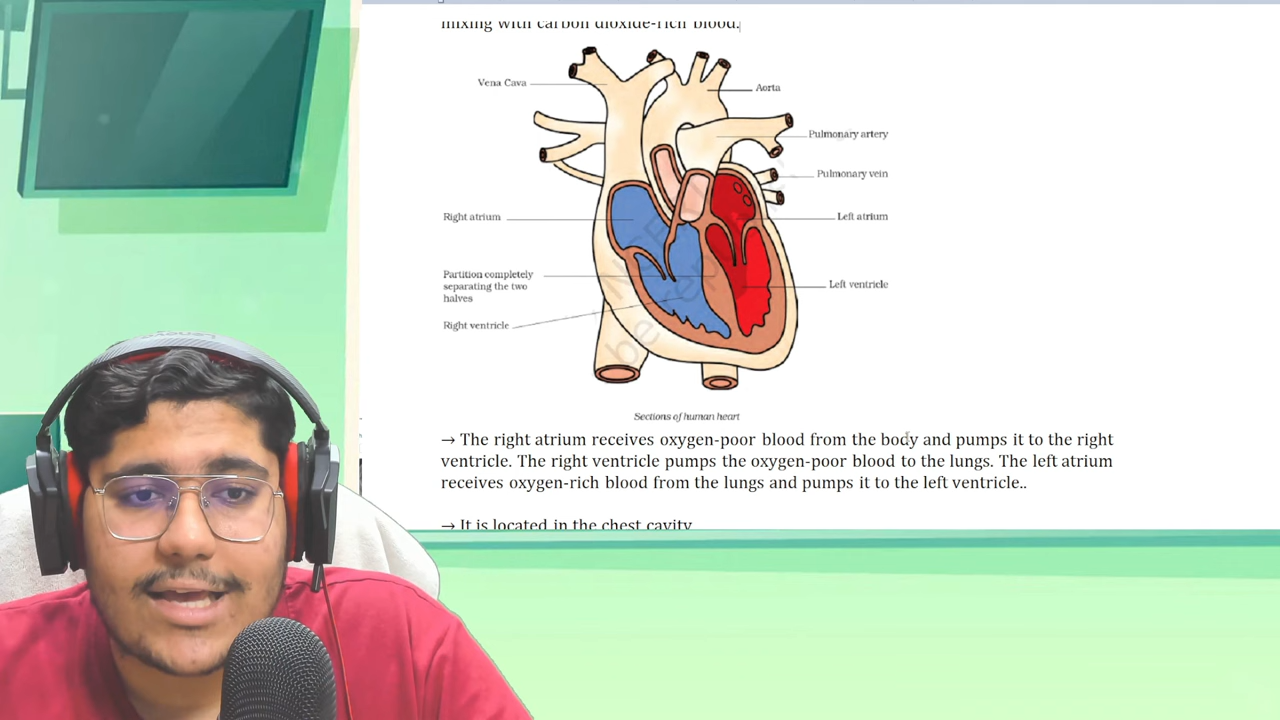 mixing with carbon dioxide-rich blood.
Vena Cava
Aorta
Pulmonary artery
Pulmonary vein
Right atrium
Left atrium
Partition completely
separating the two
halves
Left ventricle
Right ventricle
Sections of human heart
→ The right atrium receives oxygen-poor blood from the body and pumps it to the right
ventricle. The right ventricle pumps the oxygen-poor blood to the lungs. The left atrium
receives oxygen-rich blood from the lungs and pumps it to the left ventricle..
→ It is located in the chest cavity